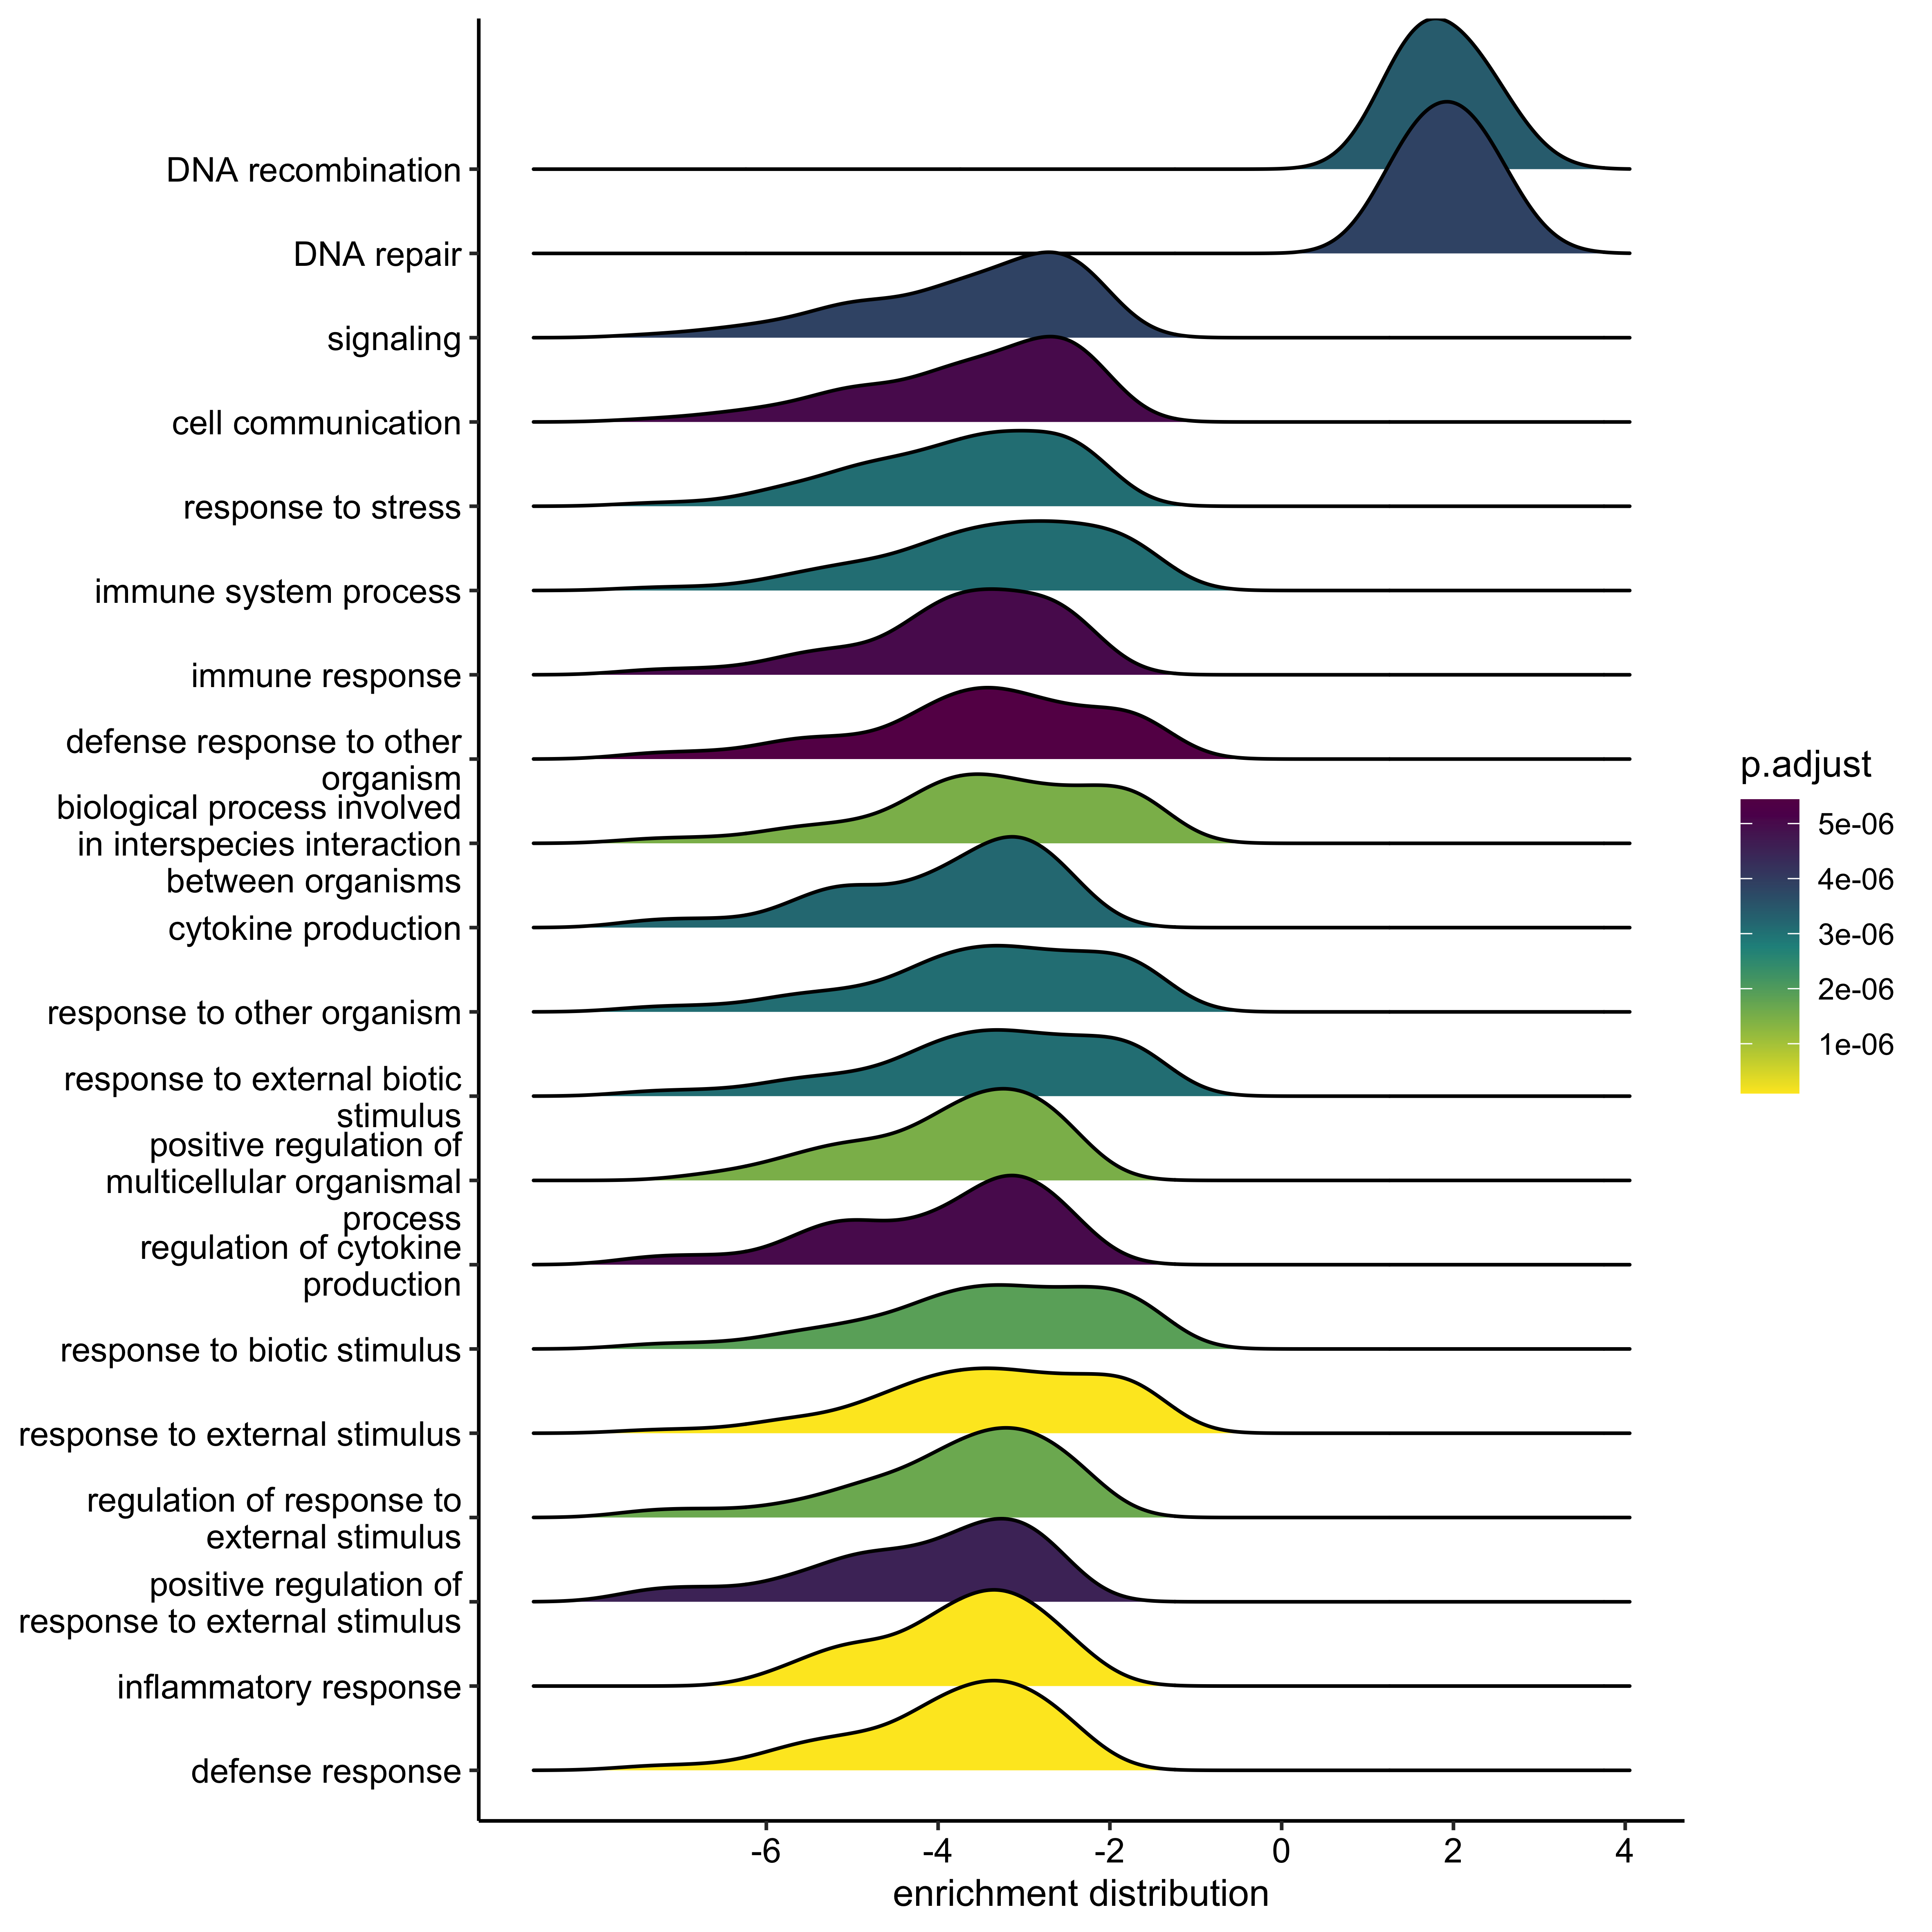 DNA recombination
DNA repair
signaling
cell communication
response to stress
immune system process
immune response
defense response to other
organism
biological process involved
in interspecies interaction
between organisms
cytokine production
response to other organism
response to external biotic
stimulus
positive regulation of
multicellular organismal
process
regulation of cytokine
production
response to biotic stimulus
response to external stimulus
regulation of response to
external stimulus
positive regulation of
response to external stimulus
inflammatory response
defense response
-6 -4 -2 0 2 4
enrichment distribution
p.adjust
5e-06
4e-06
3e-06
2e-06
1e-06